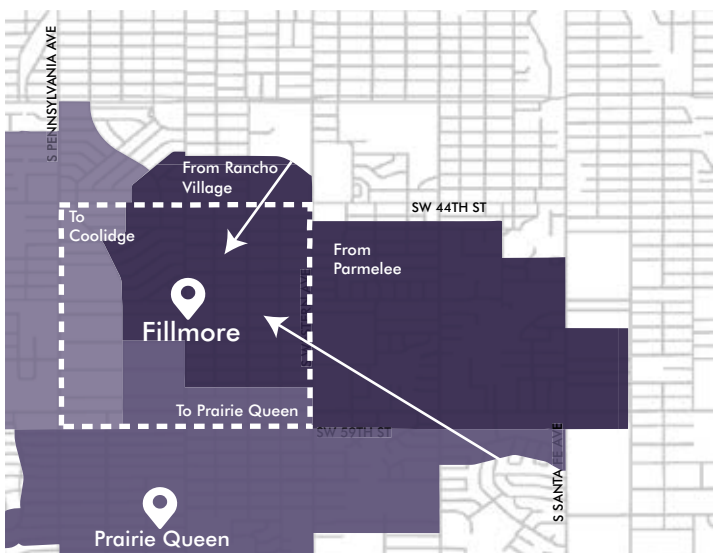 S PENNSYLVANIA AVE
From Rancho
Village
To
Coolidge
SW 44TH ST
From
Parmelee
Fillmore
To Prairie Queen
SW 59TH ST
S SANTA FE AVE
Prairie Queen